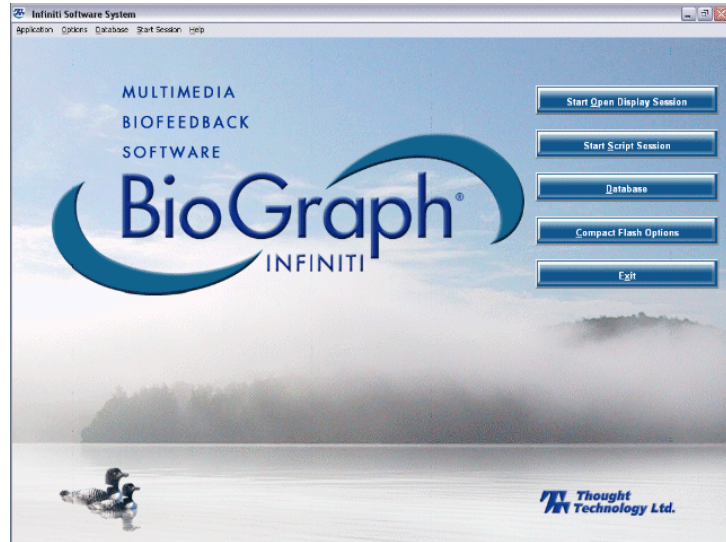 Infiniti Software System
Application Options Database Start Session Help
MULTIMEDIA
BIOFEEDBACK
SOFTWARE
BioGraph®
INFINITI
Start Open Display Session
Start Script Session
Database
Compact Flash Options
Exit
Thought
Technology Ltd.